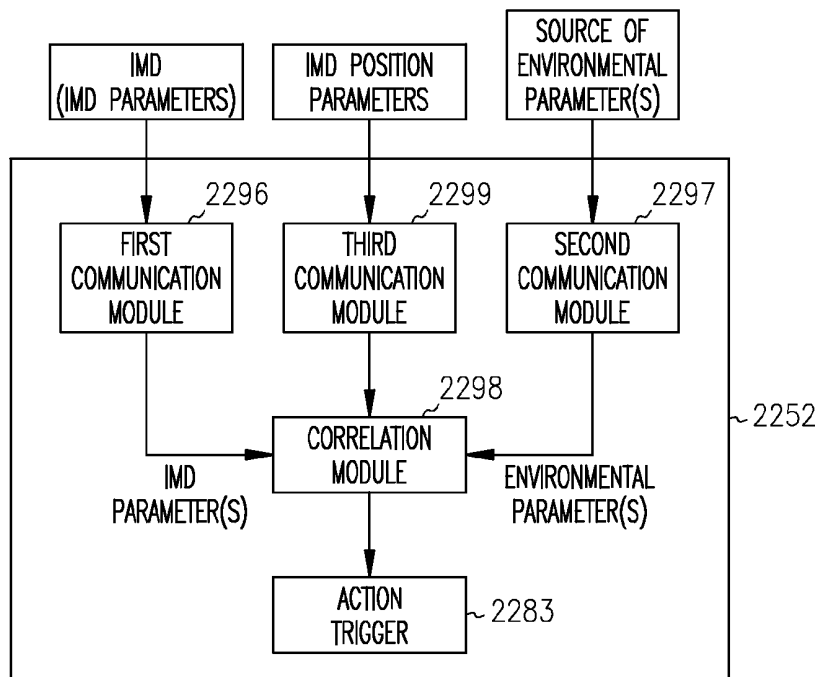 IMD
(IMD PARAMETERS)
IMD POSITION
PARAMETERS
SOURCE OF
ENVIRONMENTAL
PARAMETER(S)
2296
FIRST
COMMUNICATION
MODULE
2299
THIRD
COMMUNICATION
MODULE
2297
SECOND
COMMUNICATION
MODULE
2298
CORRELATION
MODULE
2252
IMD
PARAMETER(S)
ENVIRONMENTAL
PARAMETER(S)
ACTION
TRIGGER
2283